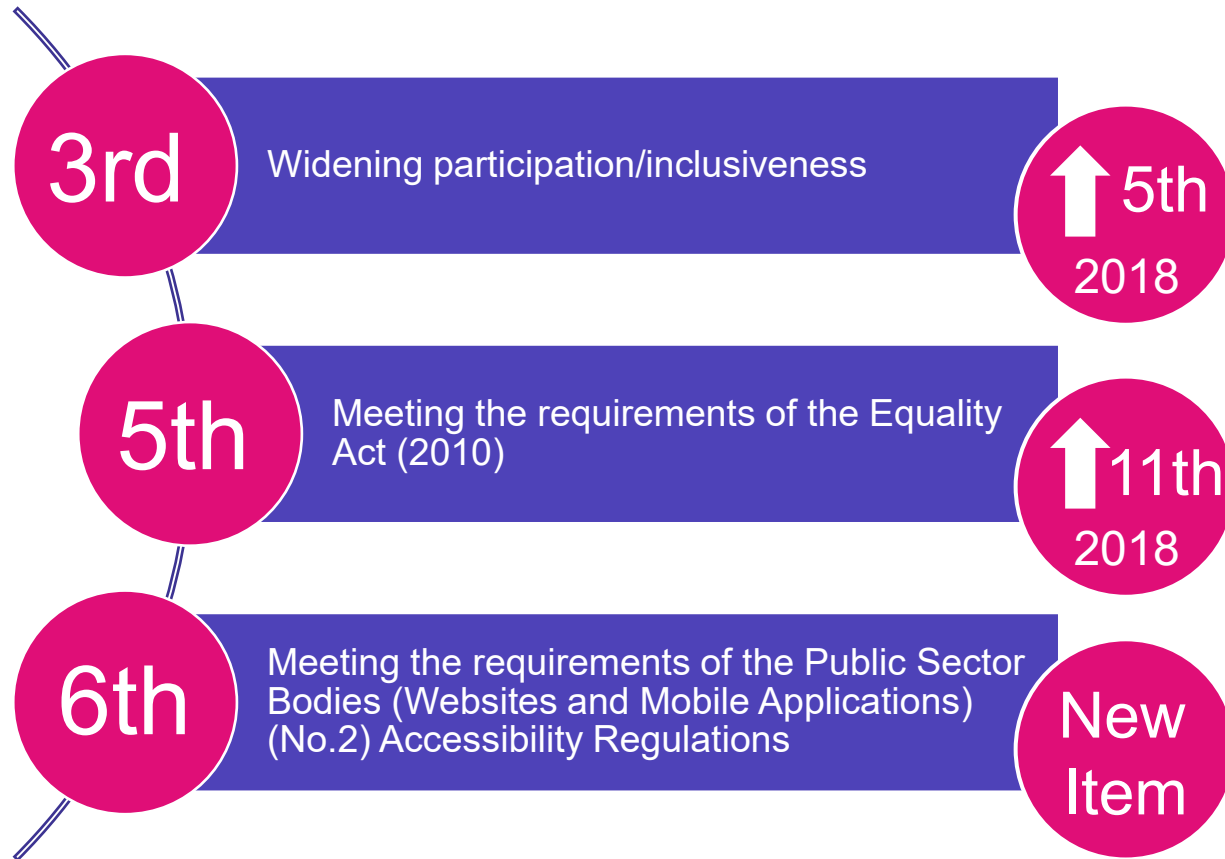 3rd
Widening participation/inclusiveness
5th
2018
5th
Meeting the requirements of the Equality
Act (2010)
11th
2018
6th
Meeting the requirements of the Public Sector
Bodies (Websites and Mobile Applications)
(No.2) Accessibility Regulations
New
Item